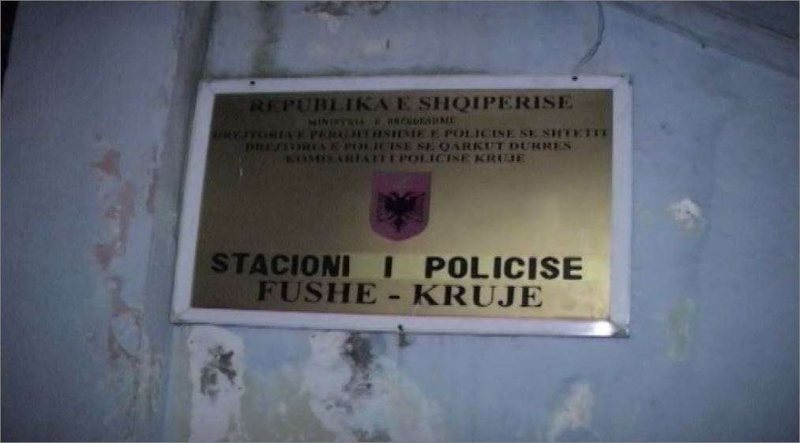 REPUBLIKA E SHQIPERISE
MINISTRIA E BRENDSHME
DREJTORIA E PERGJITHSHME E POLICISE SE SHTETIT
DREJTORIA E POLICISE SE QARKUT DURRES
KOMISARIATI I POLICISE KRUJE
STACIONI I POLICISE
FUSHE - KRUJE